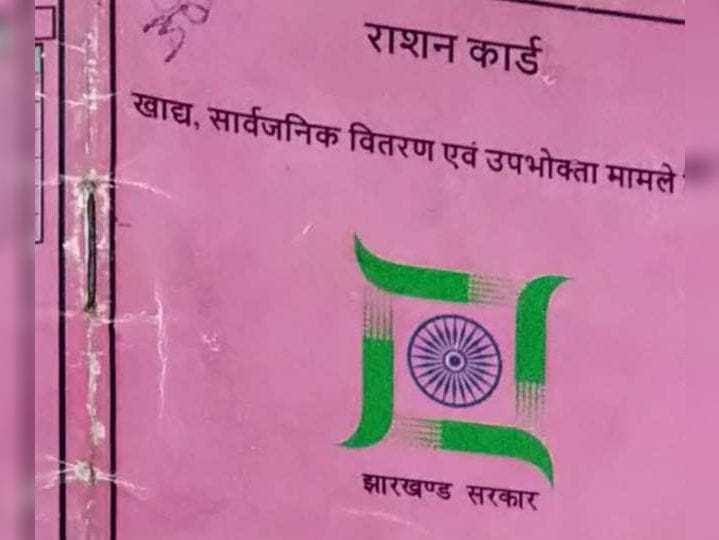 राशन कार्ड
खाद्य, सार्वजनिक वितरण एवं उपभोक्ता मामले
झारखण्ड सरकार